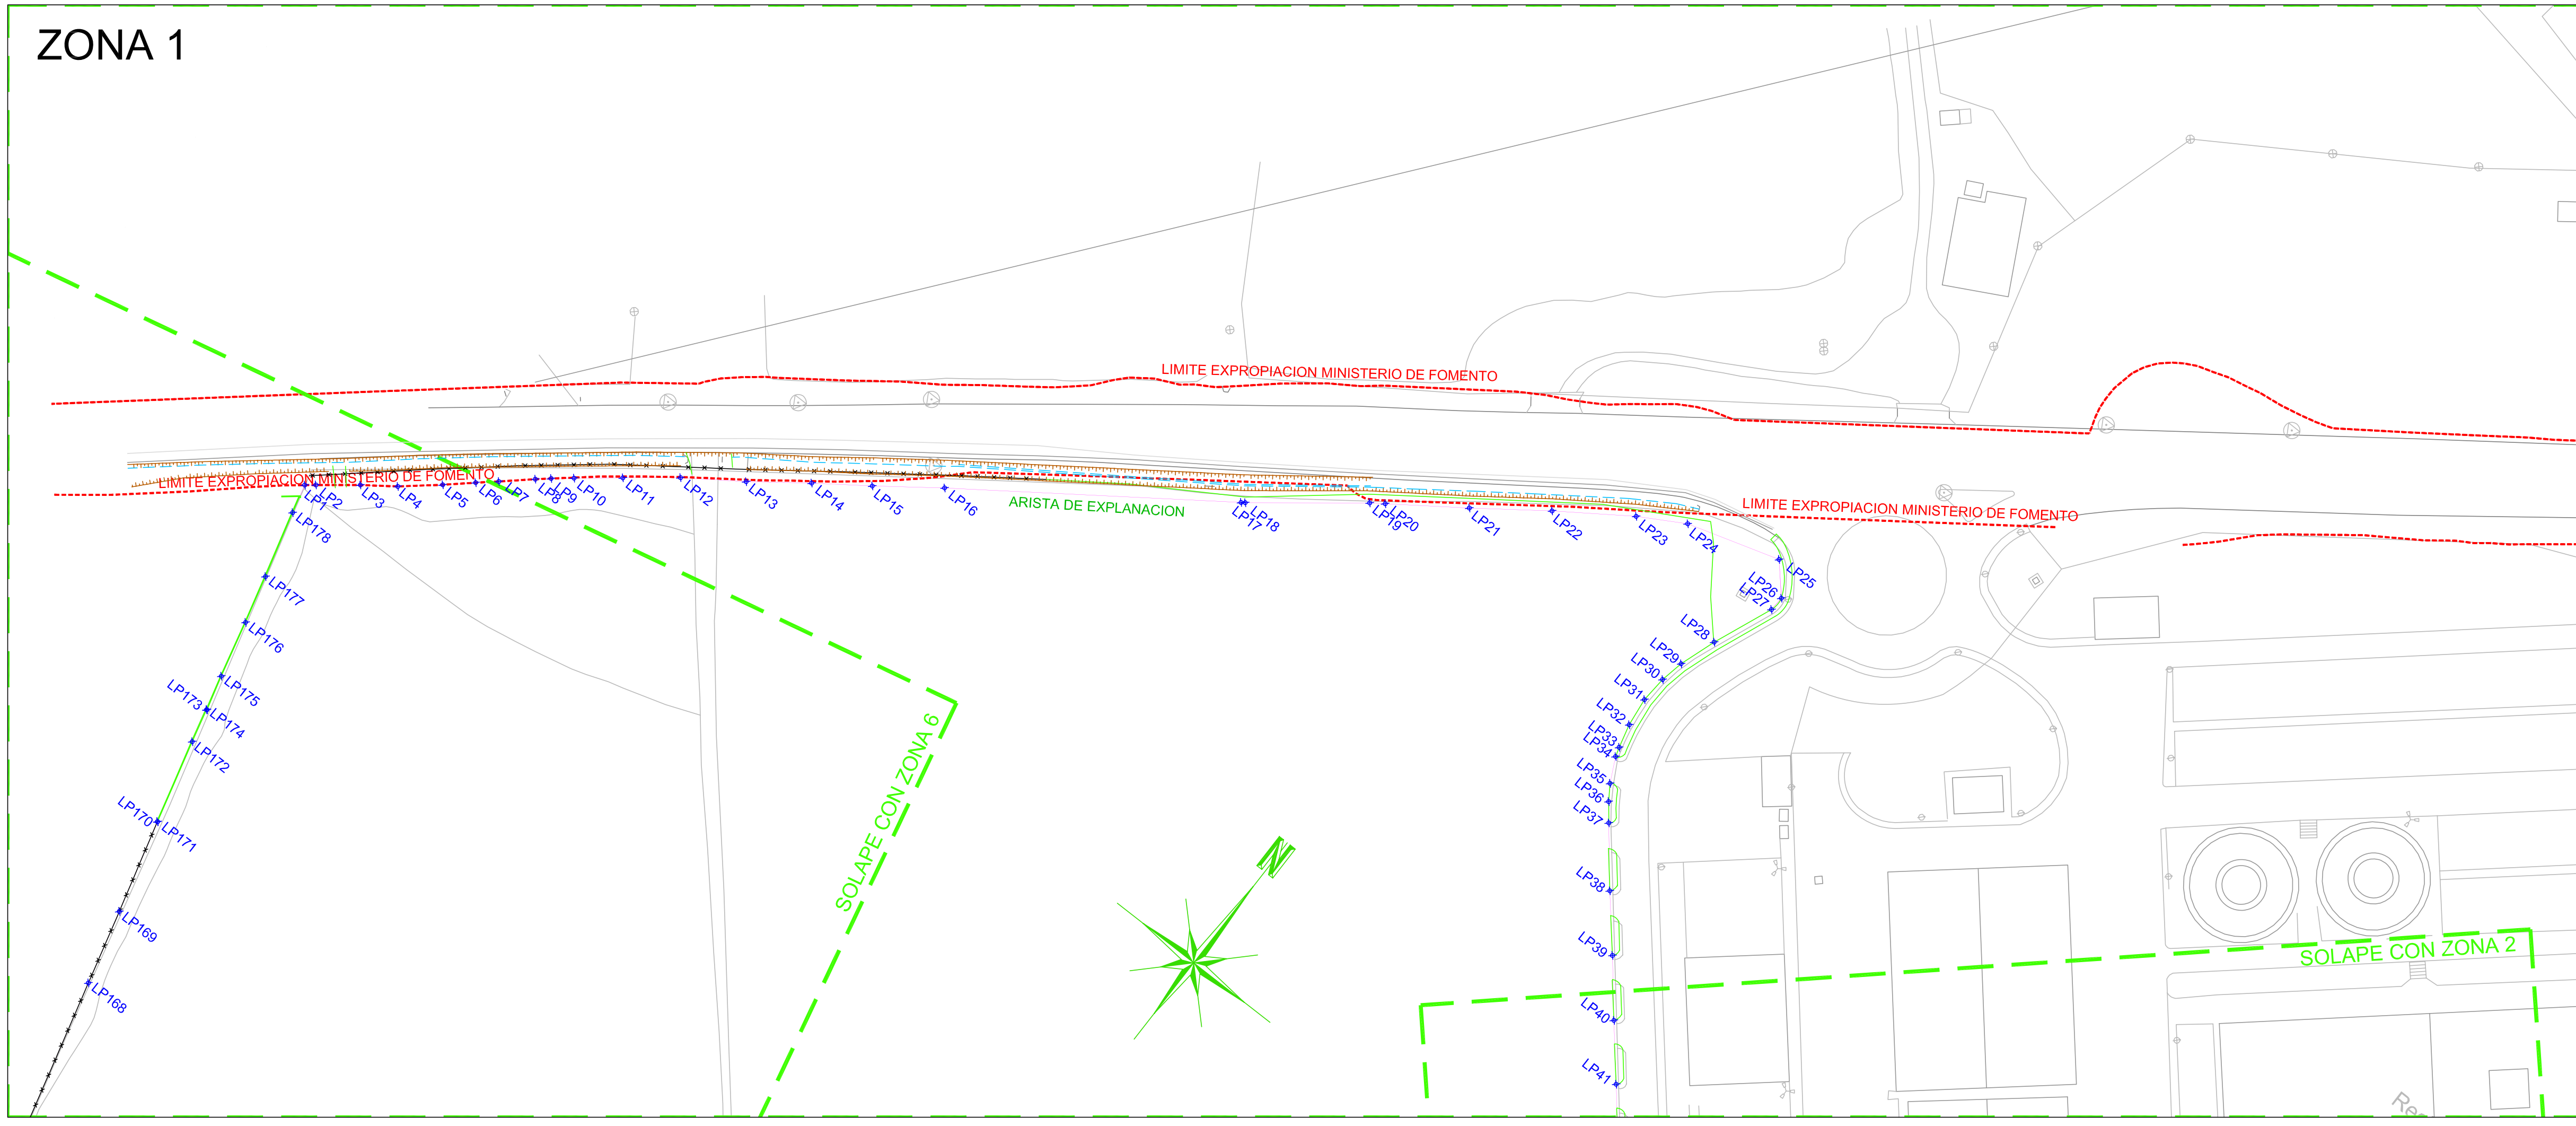 ZONA 1
LIMITE EXPROPIACION MINISTERIO DE FOMENTO
LIMITE EXPROPIACION MINISTERIO DE FOMENTO
ARISTA DE EXPLANACION
LIMITE EXPROPIACION MINISTERIO DE FOMENTO
LP1
LP2
LP3
LP4
LP5
LP6
LP7
LP8
LP9
LP10
LP11
LP12
LP13
LP14
LP15
LP16
LP17
LP18
LP19
LP20
LP21
LP22
LP23
LP24
LP25
LP26
LP27
LP28
LP29
LP30
LP31
LP32
LP33
LP34
LP35
LP36
LP37
LP38
LP39
LP40
LP41
LP178
LP177
LP176
LP175
LP173
LP174
LP172
LP170
LP171
LP169
LP168
SOLAPE CON ZONA 6
N
SOLAPE CON ZONA 2